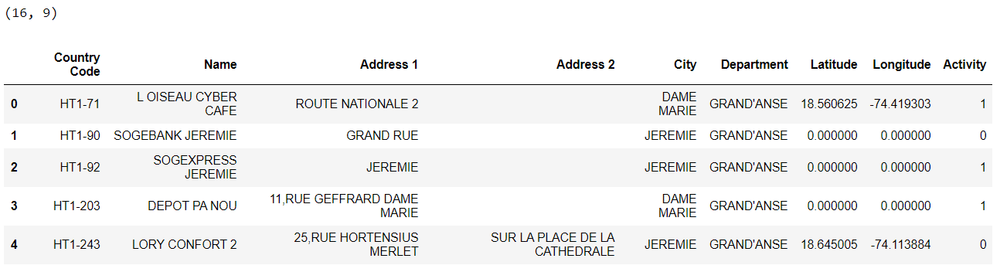 (16, 9)
Country Code Name Address 1 Address 2 City Department Latitude Longitude Activity
0 HT1-71 L OISEAU CYBER CAFE ROUTE NATIONALE 2 DAME MARIE GRAND'ANSE 18.560625 -74.419303 1
1 HT1-90 SOGEBANK JEREMIE GRAND RUE JEREMIE GRAND'ANSE 0.000000 0.000000 0
2 HT1-92 SOGEXPRESS JEREMIE JEREMIE JEREMIE GRAND'ANSE 0.000000 0.000000 1
3 HT1-203 DEPOT PA NOU 11,RUE GEFFRARD DAME MARIE DAME MARIE GRAND'ANSE 0.000000 0.000000 1
4 HT1-243 LORY CONFORT 2 25,RUE HORTENSIUS MERLET SUR LA PLACE DE LA CATHEDRALE JEREMIE GRAND'ANSE 18.645005 -74.113884 0